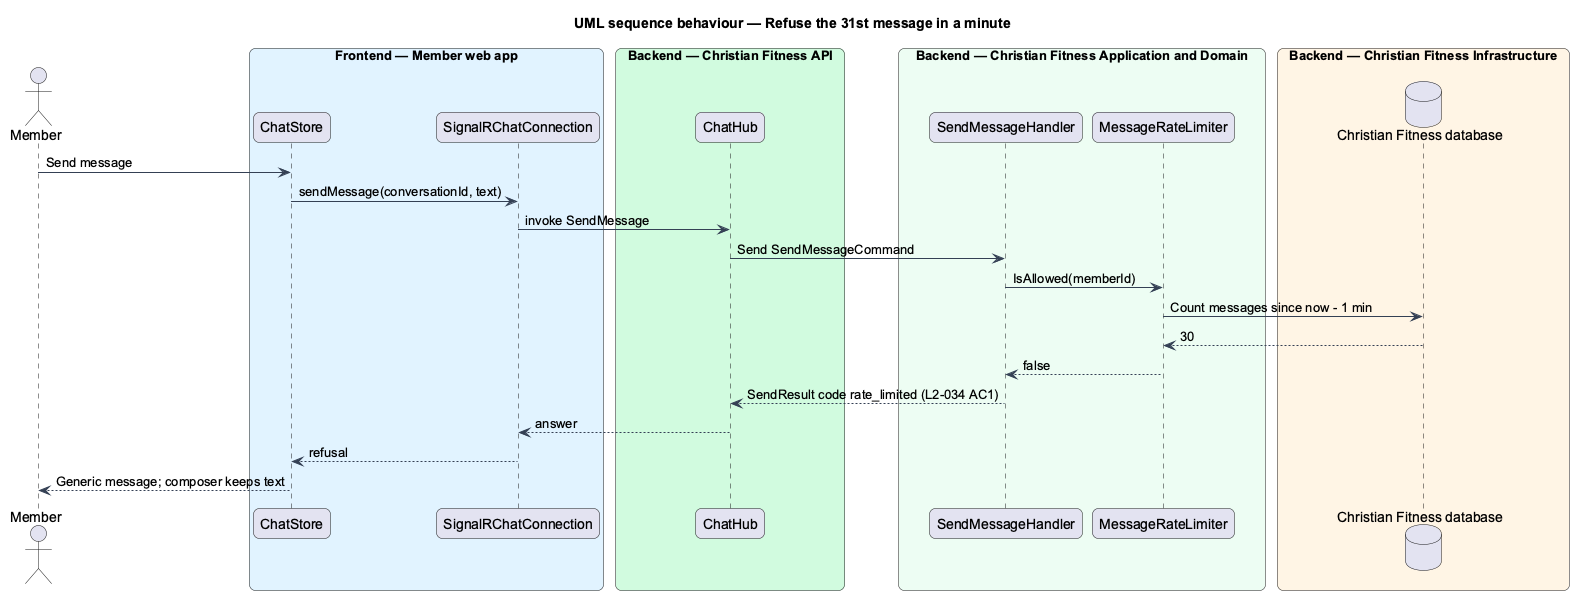 UML sequence behaviour — Refuse the 31st message in a minute
Frontend — Member web app
Backend — Christian Fitness API
Backend — Christian Fitness Application and Domain
Backend — Christian Fitness Infrastructure
Member
ChatStore
SignalRChatConnection
ChatHub
SendMessageHandler
MessageRateLimiter
Christian Fitness database
Send message
sendMessage(conversationId, text)
invoke SendMessage
Send SendMessageCommand
IsAllowed(memberId)
Count messages since now - 1 min
30
false
SendResult code rate_limited (L2-034 AC1)
answer
refusal
Generic message; composer keeps text
Member
ChatStore
SignalRChatConnection
ChatHub
SendMessageHandler
MessageRateLimiter
Christian Fitness database